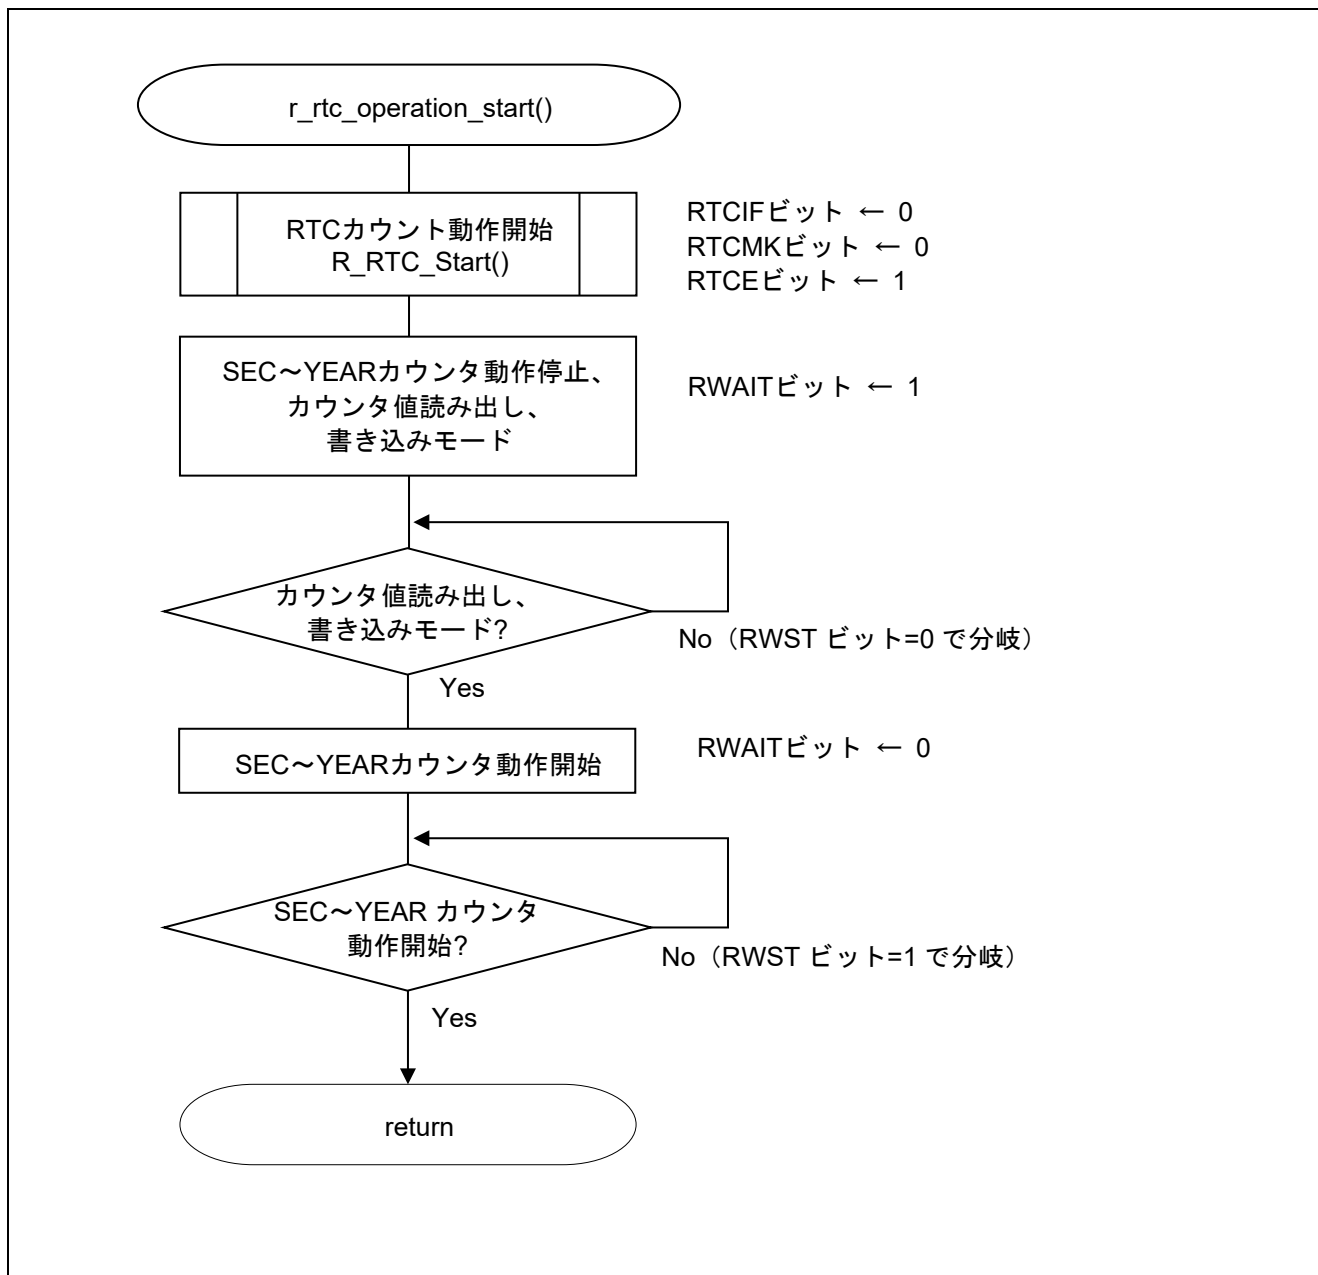 r_rtc_operation_start()
RTCカウント動作開始
R_RTC_Start()
RTCIFビット ← 0
RTCMKビット ← 0
RTCEビット ← 1
SEC～YEARカウンタ動作停止、
カウンタ値読み出し、
書き込みモード
RWAITビット ← 1
カウンタ値読み出し、
書き込みモード?
No（RWST ビット=0 で分岐）
Yes
SEC～YEARカウンタ動作開始
RWAITビット ← 0
SEC～YEAR カウンタ
動作開始?
No（RWST ビット=1 で分岐）
Yes
return